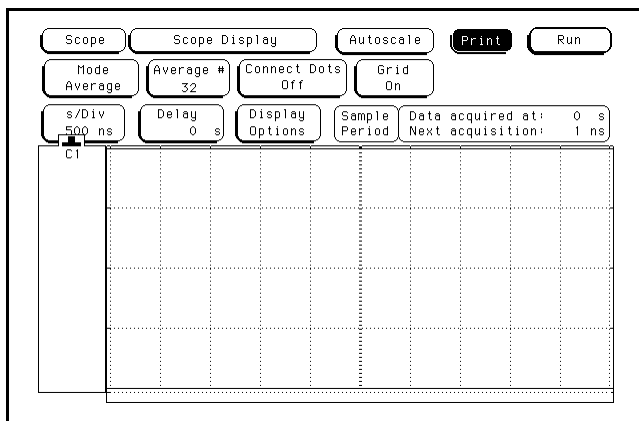 Scope Scope Display Autoscale Print Run
Mode Average # Connect Dots Grid
Average 32 Off On
s/Div Delay Display Sample Data acquired at: 0 s
500 ns 0 s Options Period Next acquisition: 1 ns
C1